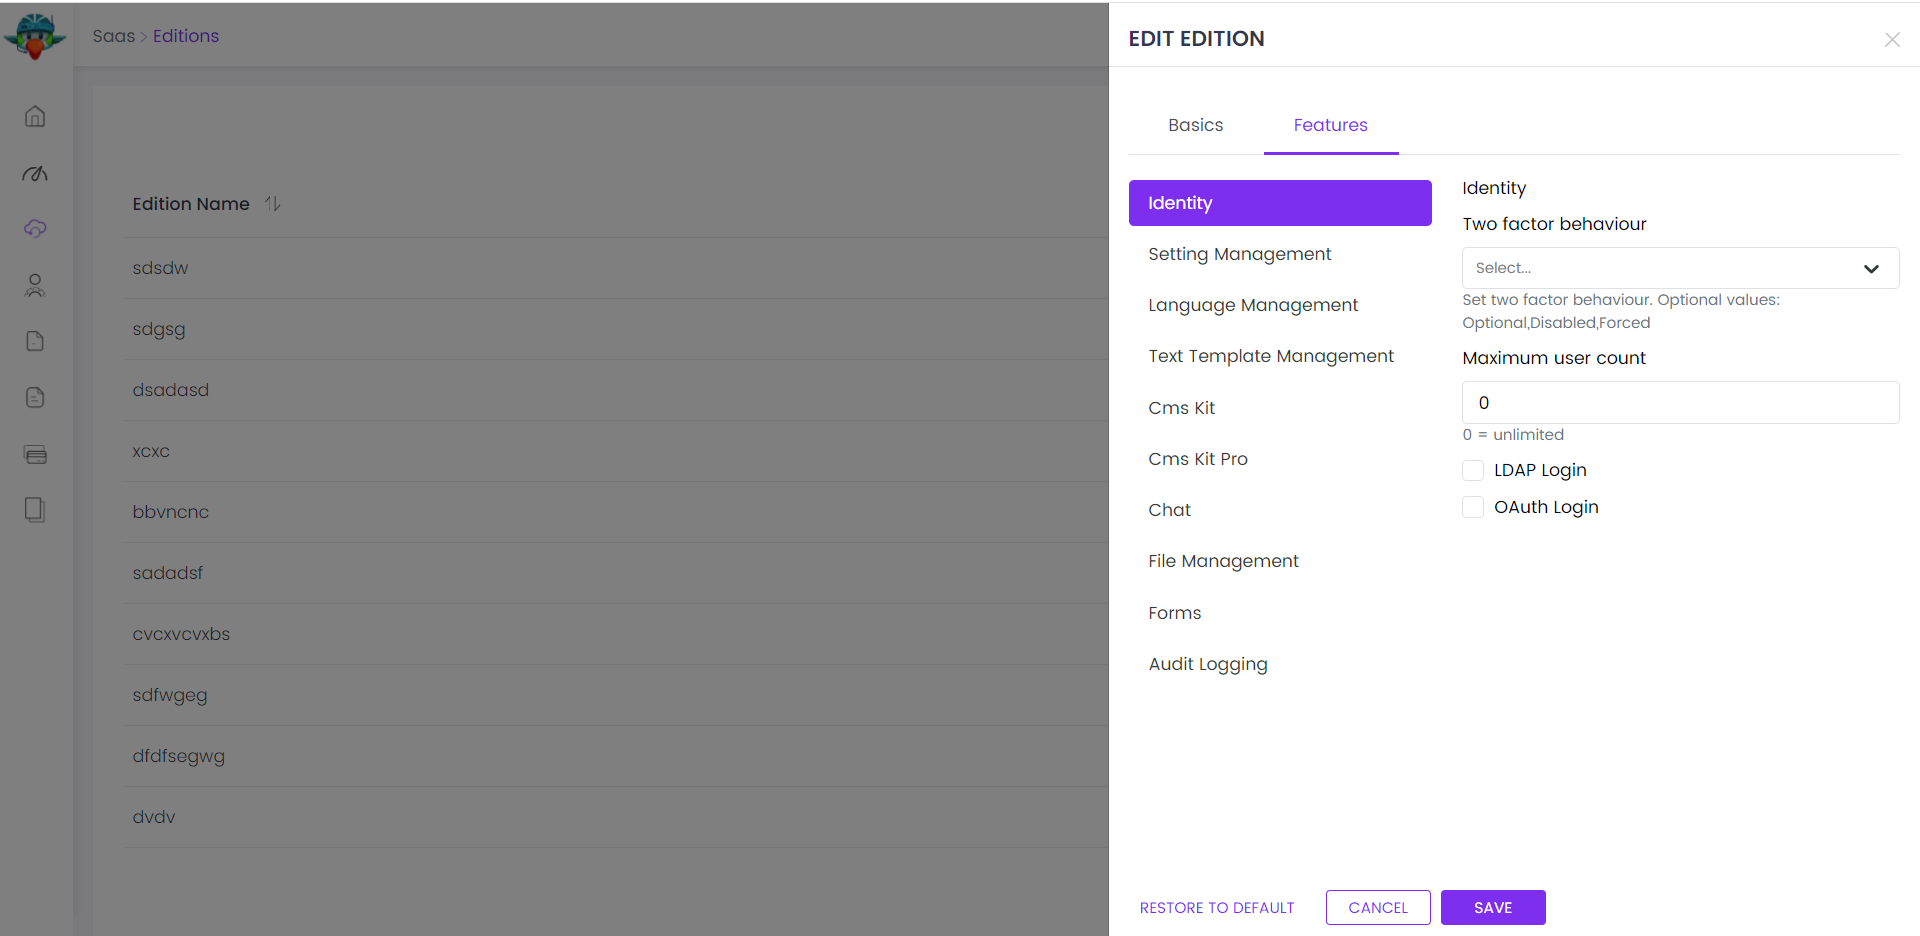 Saas > Editions
Edition Name
sdsdw
sdgsg
dsadasd
xcxc
bbvncnc
sadadsf
cvcxvcvxbs
sdfwgeg
dfdfsegwg
dvdv
EDIT EDITION
Basics
Features
Identity
Setting Management
Language Management
Text Template Management
Cms Kit
Cms Kit Pro
Chat
File Management
Forms
Audit Logging
Identity
Two factor behaviour
Select...
Set two factor behaviour. Optional values:
Optional,Disabled,Forced
Maximum user count
0
0 = unlimited
LDAP Login
OAuth Login
RESTORE TO DEFAULT
CANCEL
SAVE